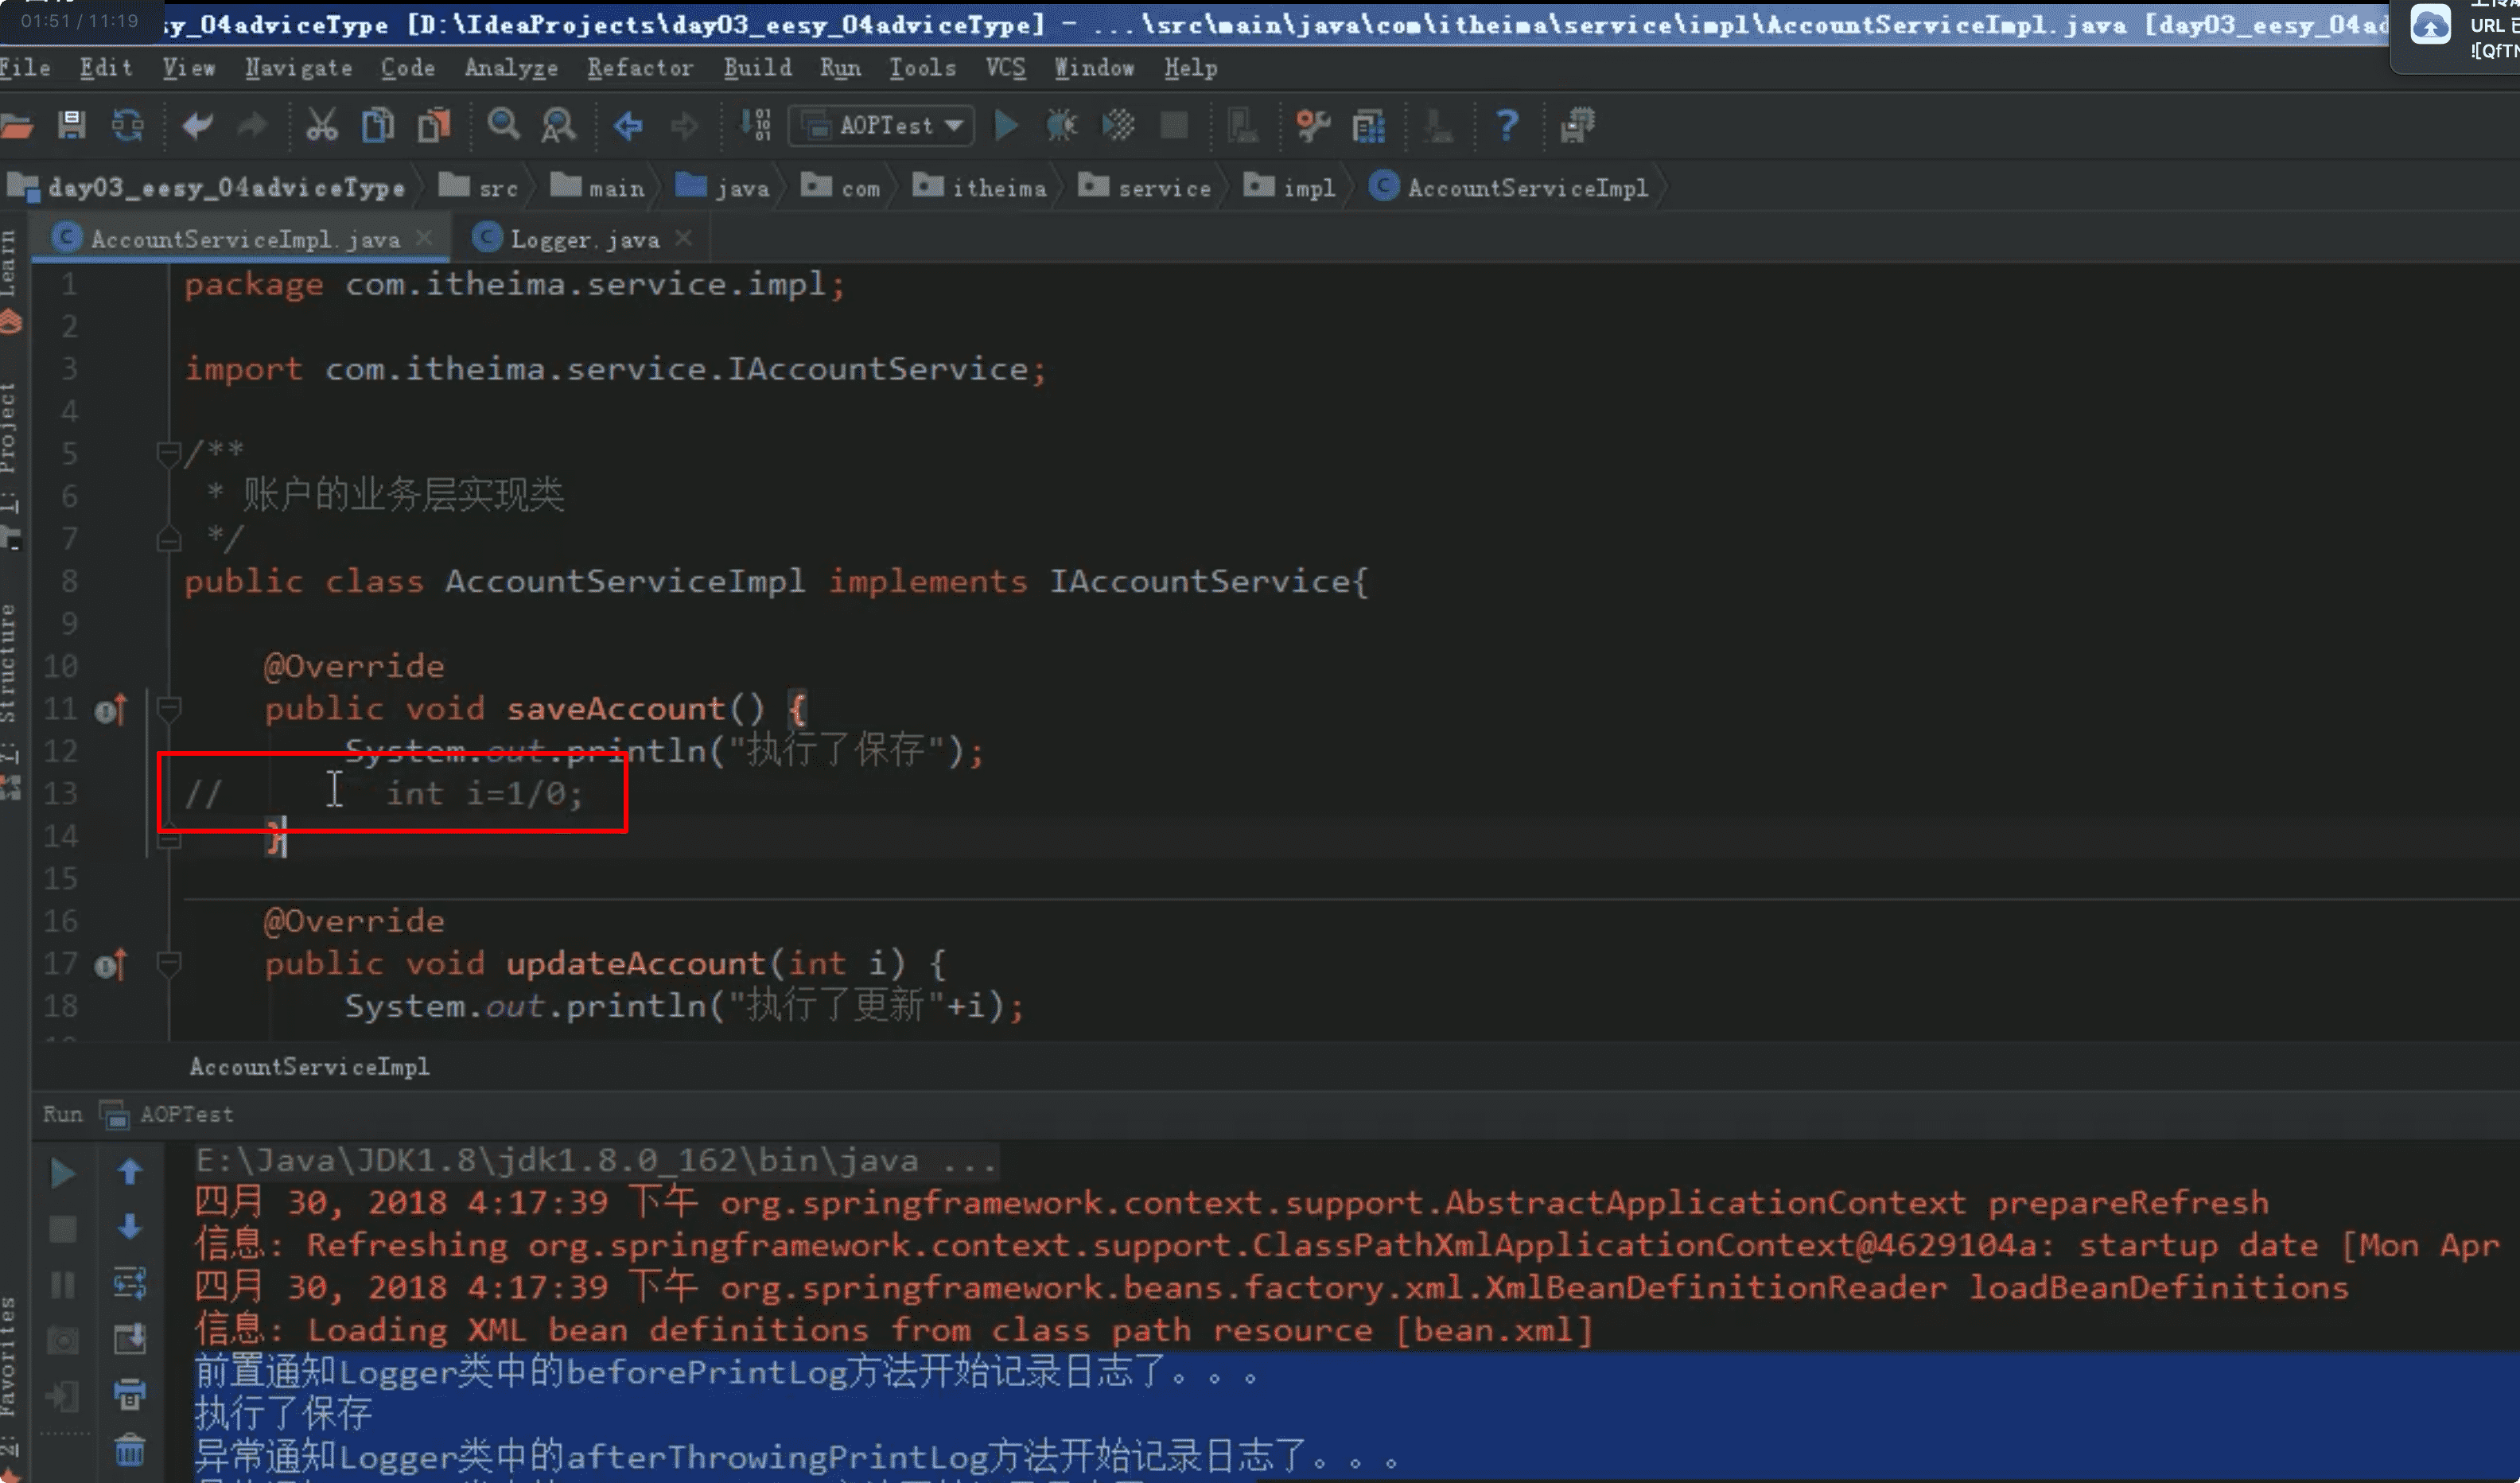 01:51 / 11:19
sy_04adviceType [D:\IdeaProjects\day03_eesy_04adviceType] - ...\src\main\java\com\itheima\service\impl\AccountServiceImpl.java [day03_eesy_04ad
URL
![QfTN
File Edit View Navigate Code Analyze Refactor Build Run Tools VCS Window Help
AOPTest
day03_eesy_04adviceType src main java com itheima service impl AccountServiceImpl
AccountServiceImpl.java Logger.java
Learn
1: Project
7: Structure
2: Favorites
1 package com.itheima.service.impl;
2
3 import com.itheima.service.IAccountService;
4
5 /**
6 * 账户的业务层实现类
7 */
8 public class AccountServiceImpl implements IAccountService{
9
10 @Override
11 public void saveAccount() {
12 System.out.println("执行了保存");
13 // int i=1/0;
14 }
15
16 @Override
17 public void updateAccount(int i) {
18 System.out.println("执行了更新"+i);
AccountServiceImpl
Run AOPTest
E:\Java\JDK1.8\jdk1.8.0_162\bin\java ...
四月 30, 2018 4:17:39 下午 org.springframework.context.support.AbstractApplicationContext prepareRefresh
信息: Refreshing org.springframework.context.support.ClassPathXmlApplicationContext@4629104a: startup date [Mon Apr
四月 30, 2018 4:17:39 下午 org.springframework.beans.factory.xml.XmlBeanDefinitionReader loadBeanDefinitions
信息: Loading XML bean definitions from class path resource [bean.xml]
前置通知Logger类中的beforePrintLog方法开始记录日志了。。。
执行了保存
异常通知Logger类中的afterThrowingPrintLog方法开始记录日志了。。。